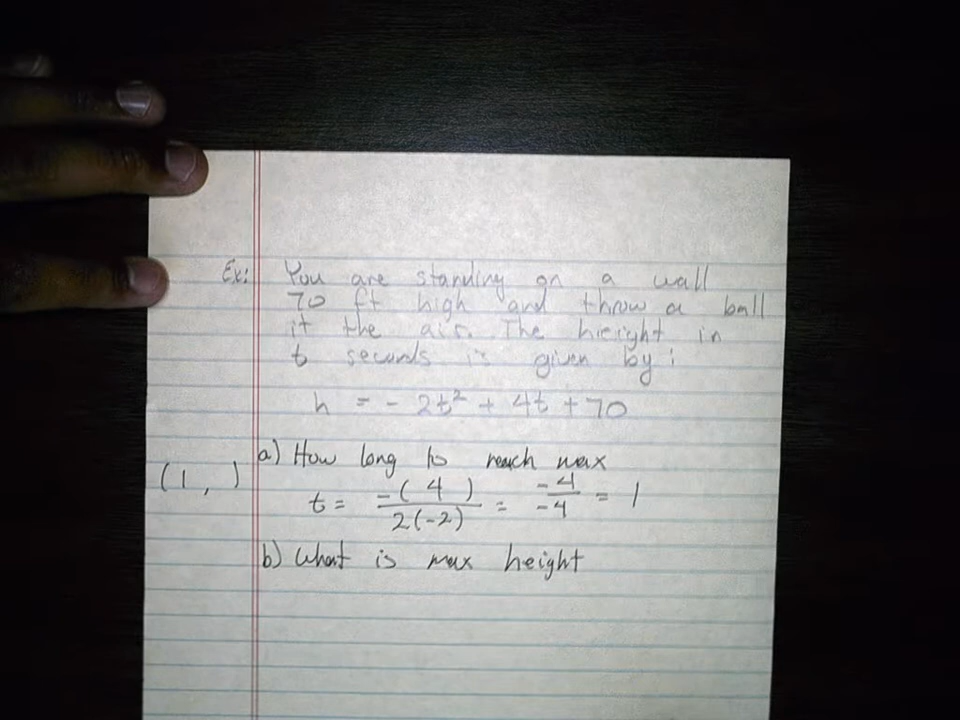 Ex: You are standing on a wall
70 ft high and throw a ball
it the air. The hieight in
t seconds is given by:
h = - 2t² + 4t + 70
a) How long to reach max
(1, )
t = -(4) / 2(-2) = -4 / -4 = 1
b) What is max height